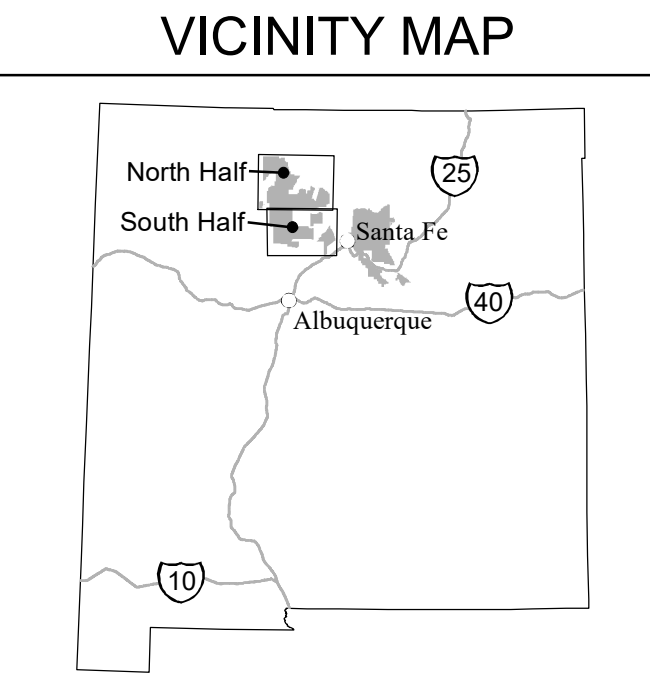 VICINITY MAP
North Half
25
South Half
Santa Fe
40
Albuquerque
10